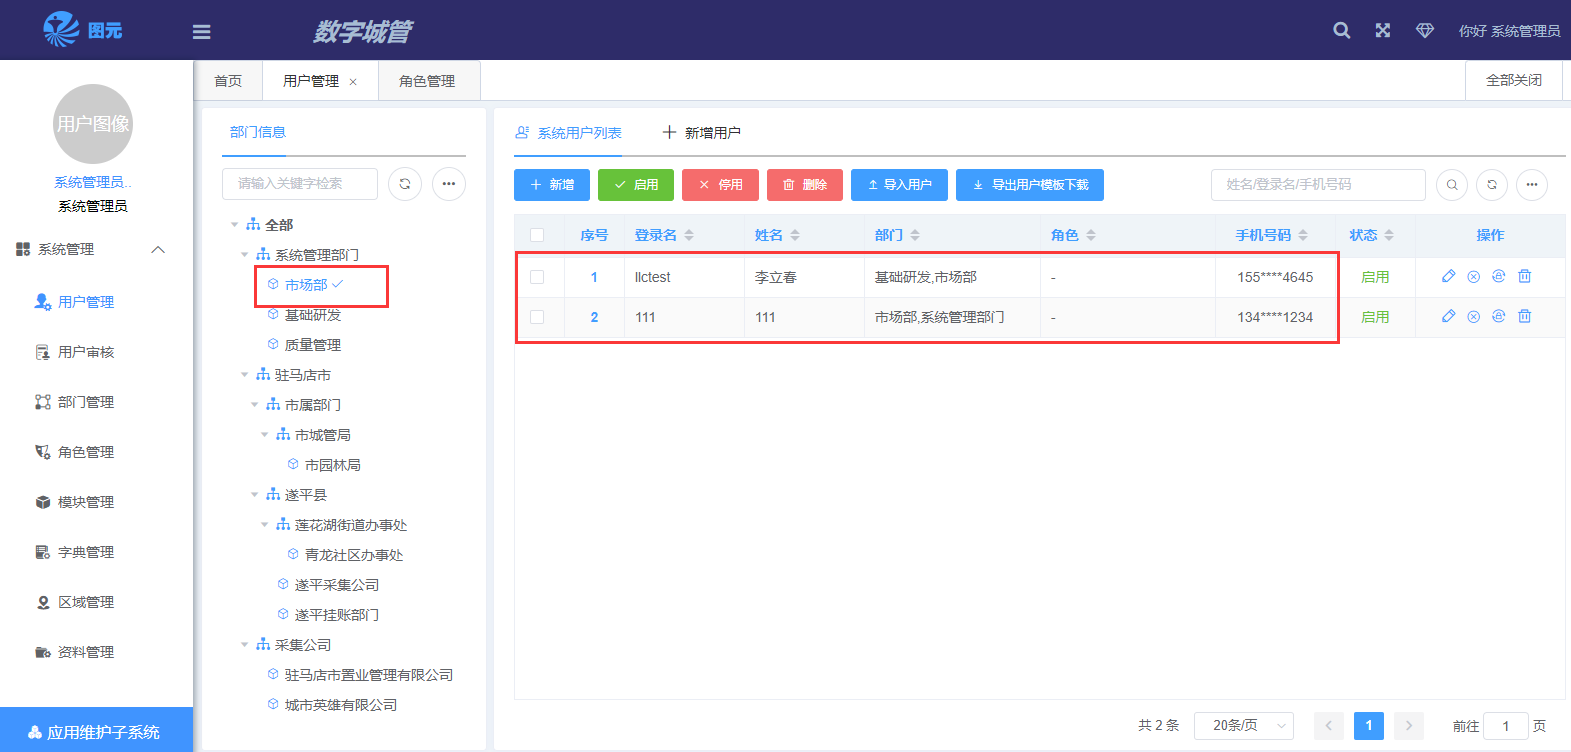 图元
数字城管
你好 系统管理员
首页
用户管理 ×
角色管理
全部关闭
用户图像
系统管理员..
系统管理员
系统管理
用户管理
用户审核
部门管理
角色管理
模块管理
字典管理
区域管理
资料管理
应用维护子系统
部门信息
请输入关键字检索
全部
系统管理部门
市场部
基础研发
质量管理
驻马店市
市属部门
市城管局
市园林局
遂平县
莲花湖街道办事处
青龙社区办事处
遂平采集公司
遂平挂账部门
采集公司
驻马店市置业管理有限公司
城市英雄有限公司
系统用户列表
新增用户
新增 启用 停用 删除 导入用户 导出用户模板下载
姓名/登录名/手机号码
序号 登录名 姓名 部门 角色 手机号码 状态 操作
1 llctest 李立春 基础研发,市场部 - 155****4645 启用
2 111 111 市场部,系统管理部门 - 134****1234 启用
共 2 条 20条/页 < 1 > 前往 1 页